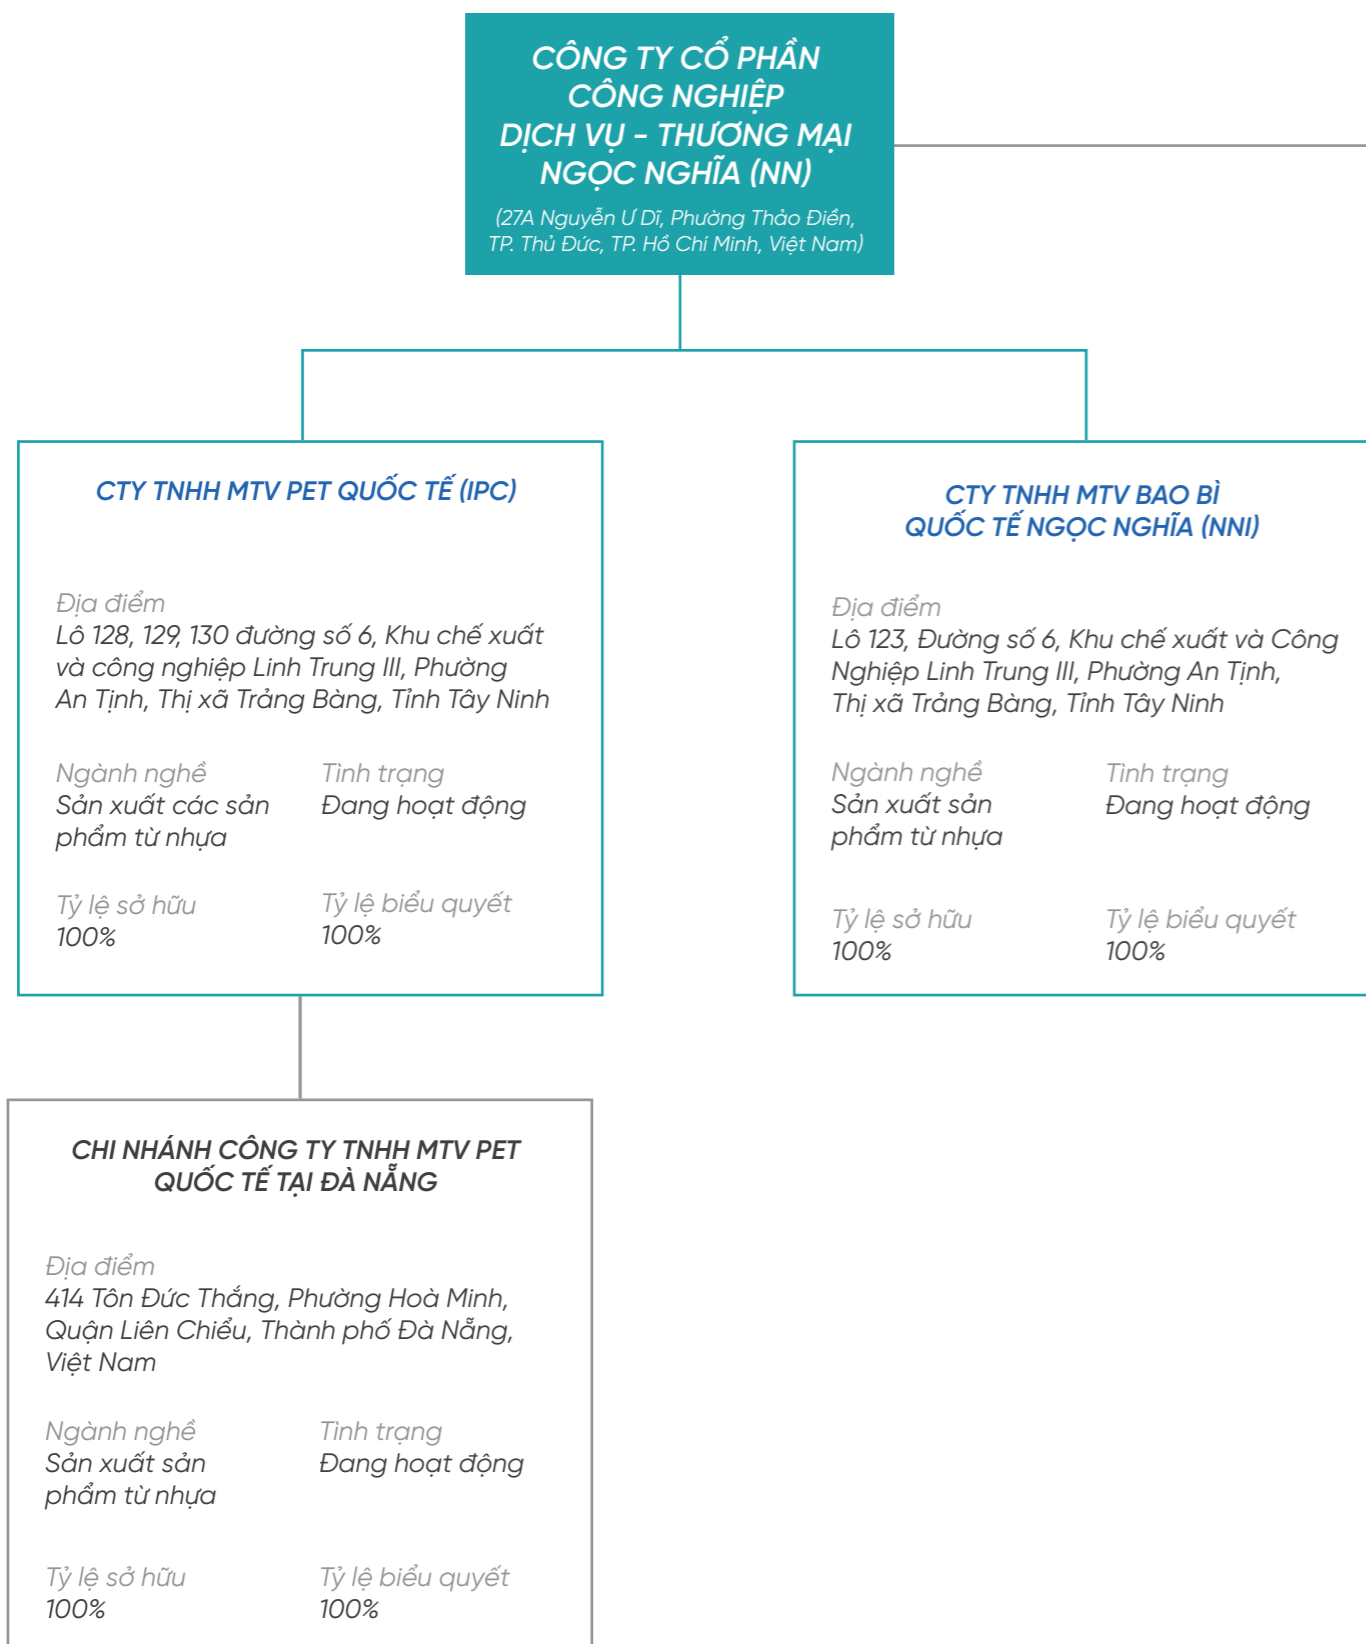 CÔNG TY CỔ PHẦN
CÔNG NGHIỆP
DỊCH VỤ - THƯƠNG MẠI
NGỌC NGHĨA (NN)
(27A Nguyễn Ư Dĩ, Phường Thảo Điền,
TP. Thủ Đức, TP. Hồ Chí Minh, Việt Nam)
CTY TNHH MTV PET QUỐC TẾ (IPC)
Địa điểm
Lô 128, 129, 130 đường số 6, Khu chế xuất
và công nghiệp Linh Trung III, Phường
An Tịnh, Thị xã Trảng Bàng, Tỉnh Tây Ninh
Ngành nghề
Sản xuất các sản
phẩm từ nhựa
Tình trạng
Đang hoạt động
Tỷ lệ sở hữu
100%
Tỷ lệ biểu quyết
100%
CTY TNHH MTV BAO BÌ
QUỐC TẾ NGỌC NGHĨA (NNI)
Địa điểm
Lô 123, Đường số 6, Khu chế xuất và Công
Nghiệp Linh Trung III, Phường An Tịnh,
Thị xã Trảng Bàng, Tỉnh Tây Ninh
Ngành nghề
Sản xuất sản
phẩm từ nhựa
Tình trạng
Đang hoạt động
Tỷ lệ sở hữu
100%
Tỷ lệ biểu quyết
100%
CHI NHÁNH CÔNG TY TNHH MTV PET
QUỐC TẾ TẠI ĐÀ NẴNG
Địa điểm
414 Tôn Đức Thắng, Phường Hoà Minh,
Quận Liên Chiểu, Thành phố Đà Nẵng,
Việt Nam
Ngành nghề
Sản xuất sản
phẩm từ nhựa
Tình trạng
Đang hoạt động
Tỷ lệ sở hữu
100%
Tỷ lệ biểu quyết
100%